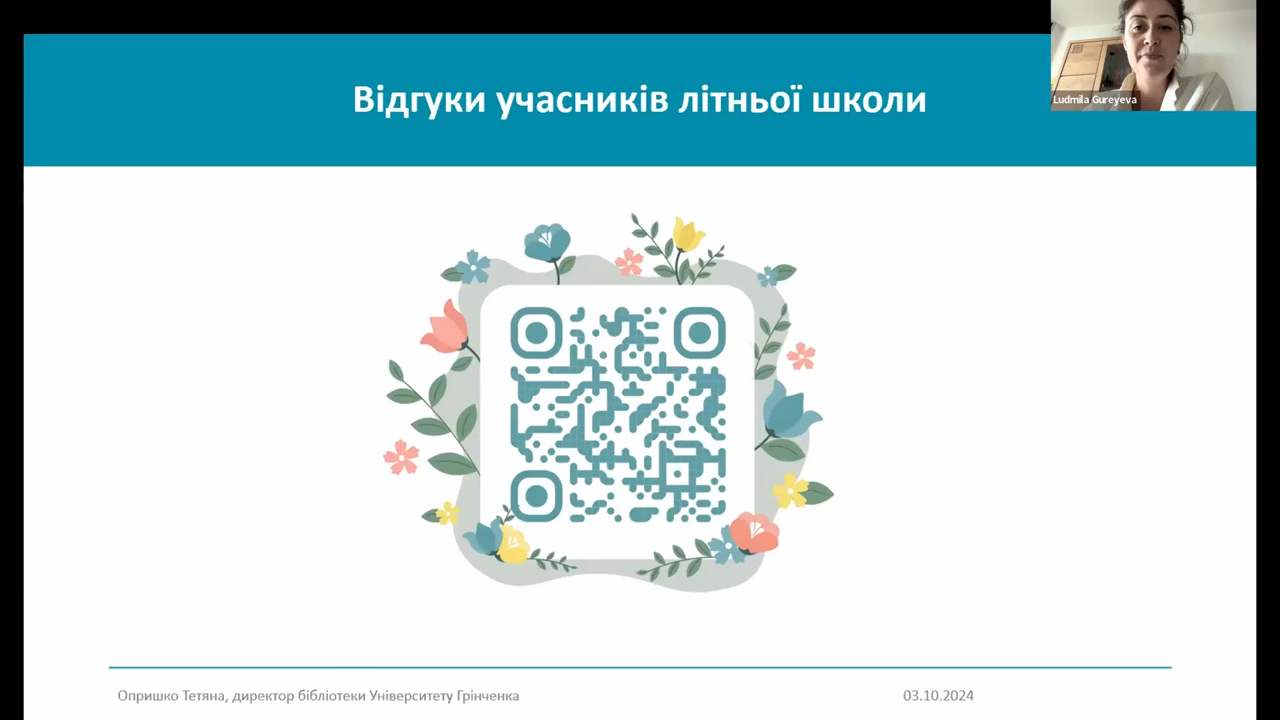 Відгуки учасників літньої школи
Ludmila Gureyeva
Опришко Тетяна, директор бібліотеки Університету Грінченка
03.10.2024